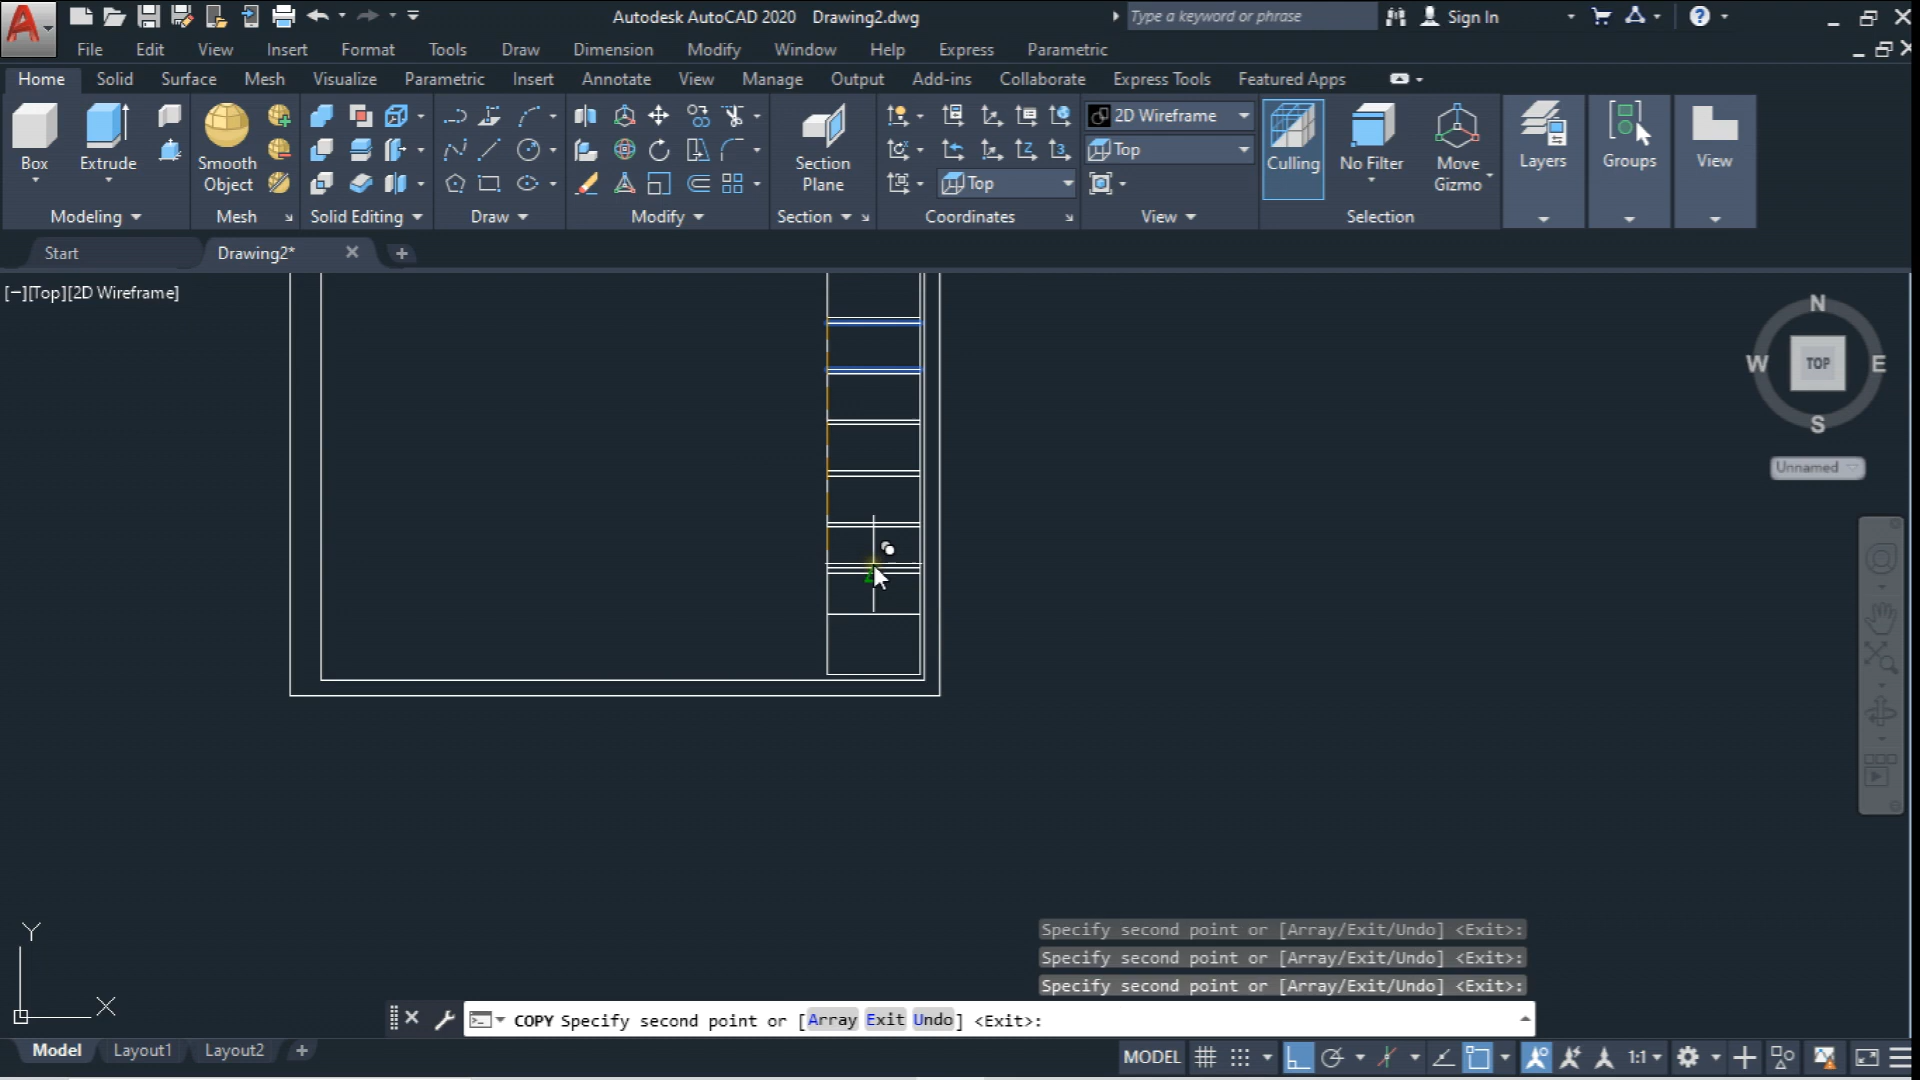 Autodesk AutoCAD 2020 Drawing2.dwg
Type a keyword or phrase
Sign In
File Edit View Insert Format Tools Draw Dimension Modify Window Help Express Parametric
Home Solid Surface Mesh Visualize Parametric Insert Annotate View Manage Output Add-ins Collaborate Express Tools Featured Apps
Box
Extrude
Smooth
Object
Section
Plane
2D Wireframe
Top
Top
Culling
No Filter
Move
Gizmo
Layers
Groups
View
Modeling
Mesh
Solid Editing
Draw
Modify
Section
Coordinates
View
Selection
Start
Drawing2*
[−][Top][2D Wireframe]
N
W
TOP
E
S
Unnamed
Y
X
Specify second point or [Array/Exit/Undo] <Exit>:
Specify second point or [Array/Exit/Undo] <Exit>:
Specify second point or [Array/Exit/Undo] <Exit>:
COPY Specify second point or [Array Exit Undo] <Exit>:
Model Layout1 Layout2
MODEL
1:1